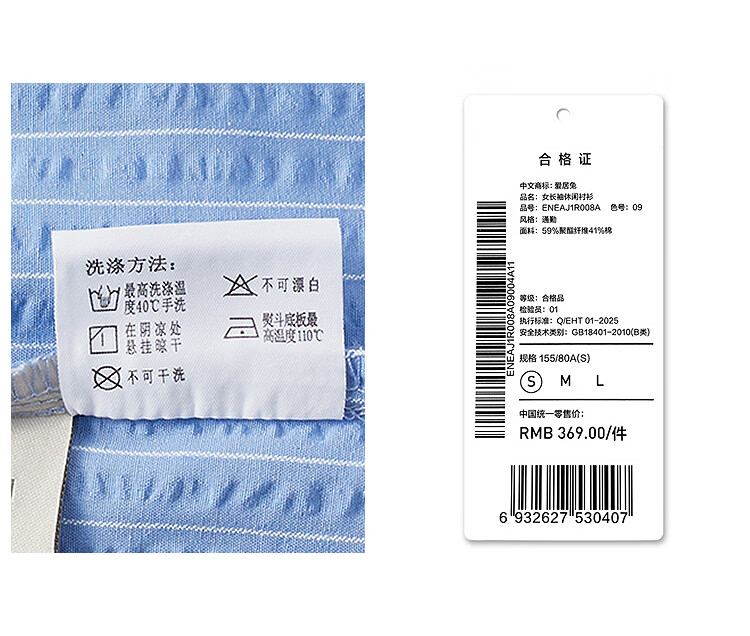 洗涤方法：
最高洗涤温
度40℃手洗
不可漂白
在阴凉处
悬挂晾干
熨斗底板最
高温度110℃
不可干洗
合格证
中文商标：爱居兔
品名：女长袖休闲衬衫
品号：ENEAJ1R008A 色号：09
风格：通勤
面料：59%聚酯纤维41%棉
ENEAJ1R008A09004A11
等级：合格品
检验员：01
执行标准：Q/EHT 01-2025
安全技术类别：GB18401-2010(B类)
规格 155/80A(S)
S M L
中国统一零售价：
RMB 369.00/件
6 932627 530407